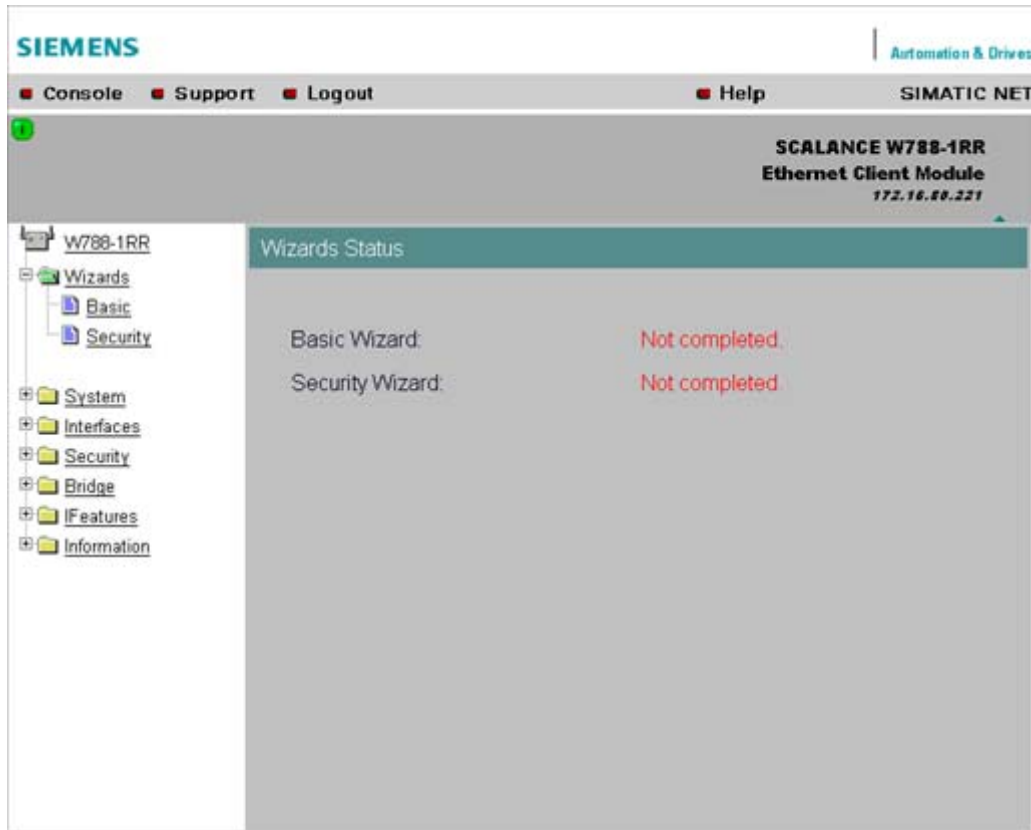 SIEMENS
Automation & Drives
Console Support Logout Help SIMATIC NET
SCALANCE W788-1RR
Ethernet Client Module
172.16.80.221
W788-1RR
Wizards Status
Wizards
Basic
Security
Basic Wizard: Not completed.
Security Wizard: Not completed.
System
Interfaces
Security
Bridge
IFeatures
Information